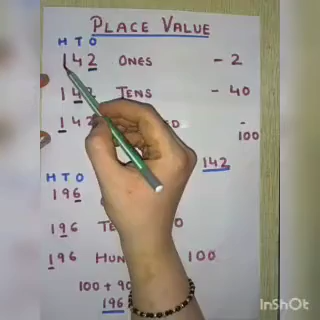 PLACE VALUE
H T O
142 ONES - 2
142 TENS - 40
142 - 100
142
H T O
196
196
196 100
100 + 90
196
InShOt